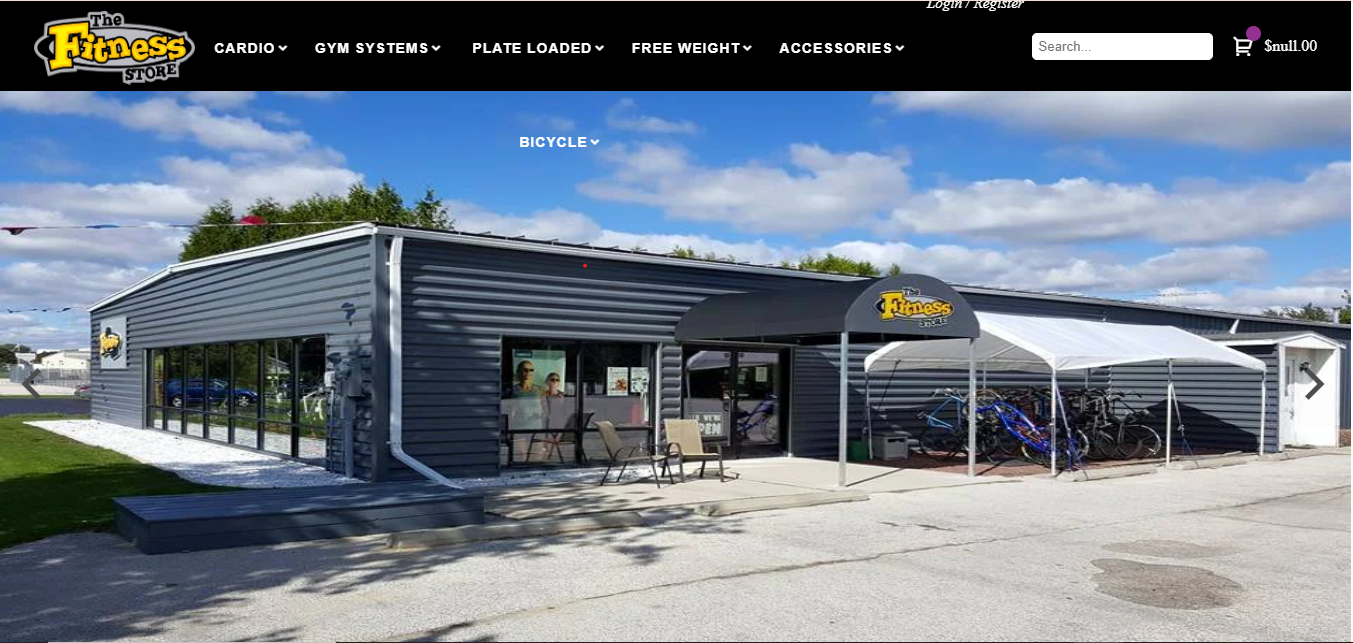 Login / Register
The
Fitness
STORE
CARDIO
GYM SYSTEMS
PLATE LOADED
FREE WEIGHT
ACCESSORIES
Search...
$null.00
BICYCLE
The
Fitness
STORE
OPEN